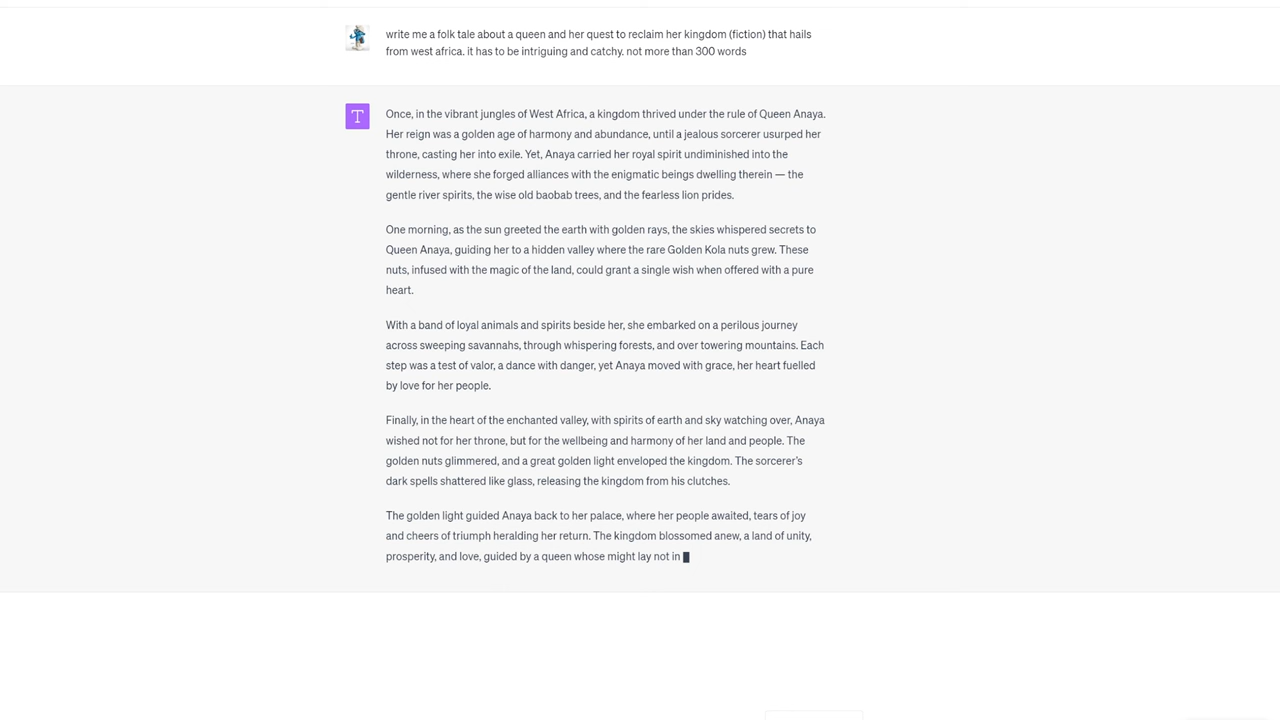 write me a folk tale about a queen and her quest to reclaim her kingdom (fiction) that hails
from west africa. it has to be intriguing and catchy. not more than 300 words
T
Once, in the vibrant jungles of West Africa, a kingdom thrived under the rule of Queen Anaya.
Her reign was a golden age of harmony and abundance, until a jealous sorcerer usurped her
throne, casting her into exile. Yet, Anaya carried her royal spirit undiminished into the
wilderness, where she forged alliances with the enigmatic beings dwelling therein — the
gentle river spirits, the wise old baobab trees, and the fearless lion prides.
One morning, as the sun greeted the earth with golden rays, the skies whispered secrets to
Queen Anaya, guiding her to a hidden valley where the rare Golden Kola nuts grew. These
nuts, infused with the magic of the land, could grant a single wish when offered with a pure
heart.
With a band of loyal animals and spirits beside her, she embarked on a perilous journey
across sweeping savannahs, through whispering forests, and over towering mountains. Each
step was a test of valor, a dance with danger, yet Anaya moved with grace, her heart fuelled
by love for her people.
Finally, in the heart of the enchanted valley, with spirits of earth and sky watching over, Anaya
wished not for her throne, but for the wellbeing and harmony of her land and people. The
golden nuts glimmered, and a great golden light enveloped the kingdom. The sorcerer's
dark spells shattered like glass, releasing the kingdom from his clutches.
The golden light guided Anaya back to her palace, where her people awaited, tears of joy
and cheers of triumph heralding her return. The kingdom blossomed anew, a land of unity,
prosperity, and love, guided by a queen whose might lay not in